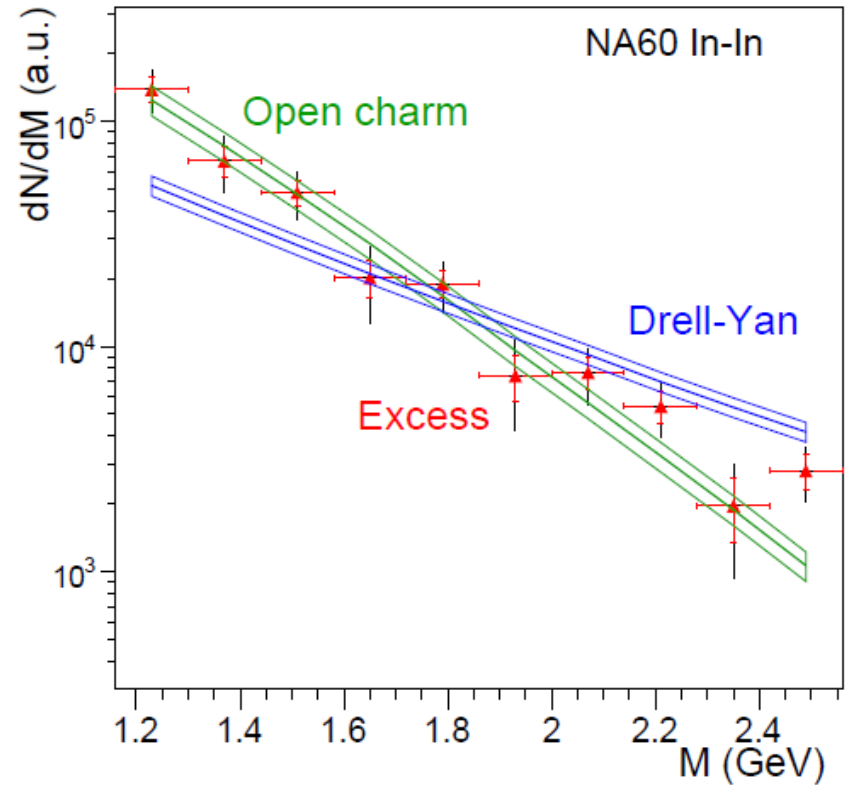 dN/dM (a.u.)
NA60 In-In
Open charm
10⁵
Drell-Yan
10⁴
Excess
10³
1.2 1.4 1.6 1.8 2 2.2 2.4
M (GeV)